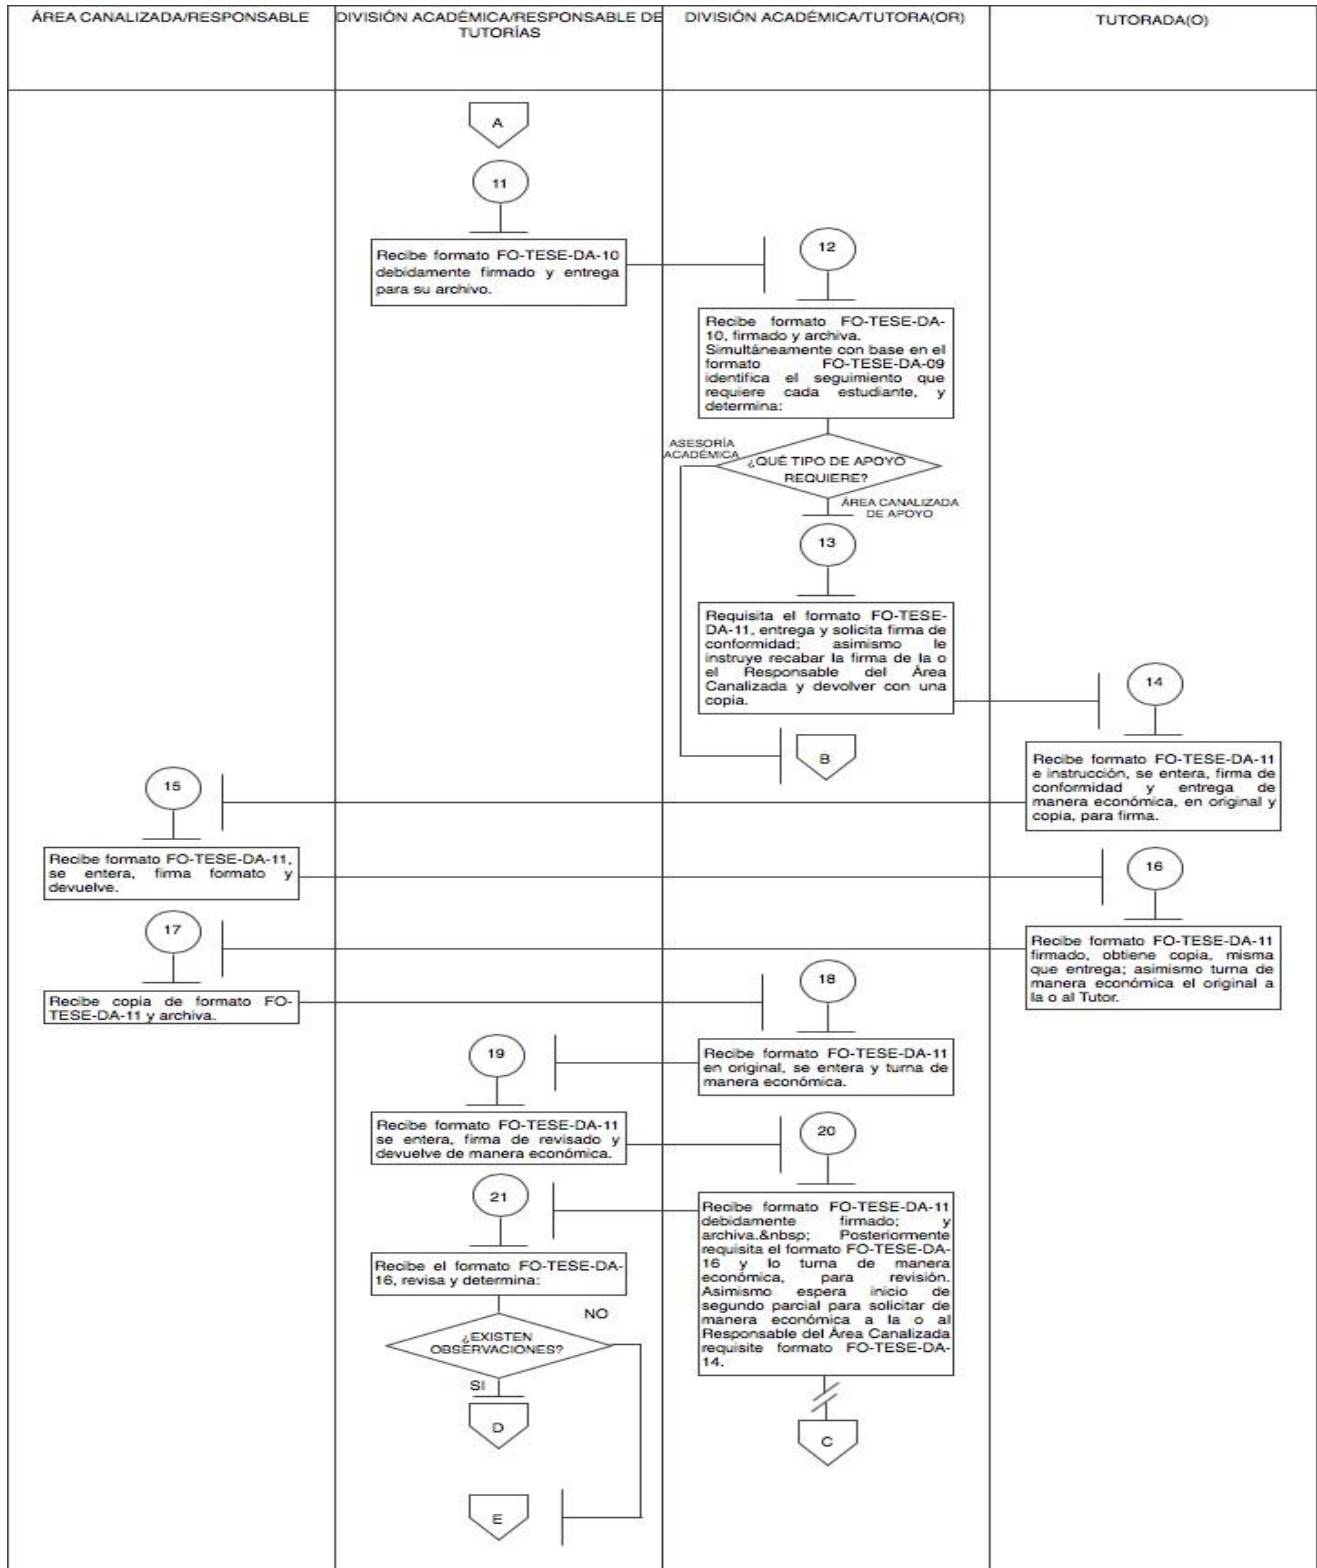 ÁREA CANALIZADA/RESPONSABLE
DIVISIÓN ACADÉMICA/RESPONSABLE DE
TUTORÍAS
DIVISIÓN ACADÉMICA/TUTORA(OR)
TUTORADA(O)
A
11
Recibe formato FO-TESE-DA-10
debidamente firmado y entrega
para su archivo.
12
Recibe formato FO-TESE-DA-
10, firmado y archiva.
Simultáneamente con base en el
formato FO-TESE-DA-09
identifica el seguimiento que
requiere cada estudiante, y
determina:
ASESORÍA
ACADÉMICA
¿QUÉ TIPO DE APOYO
REQUIERE?
ÁREA CANALIZADA
DE APOYO
13
Requisita el formato FO-TESE-
DA-11, entrega y solicita firma de
conformidad; asimismo le
instruye recabar la firma de la o
el Responsable del Área
Canalizada y devolver con una
copia.
B
14
Recibe formato FO-TESE-DA-11
e instrucción, se entera, firma de
conformidad y entrega de
manera económica, en original y
copia, para firma.
15
Recibe formato FO-TESE-DA-11,
se entera, firma formato y
devuelve.
16
Recibe formato FO-TESE-DA-11
firmado, obtiene copia, misma
que entrega; asimismo turna de
manera económica el original a
la o al Tutor.
17
Recibe copia de formato FO-
TESE-DA-11 y archiva.
18
Recibe formato FO-TESE-DA-11
en original, se entera y turna de
manera económica.
19
Recibe formato FO-TESE-DA-11
se entera, firma de revisado y
devuelve de manera económica.
20
Recibe formato FO-TESE-DA-11
debidamente firmado; y
archiva.&nbsp; Posteriormente
requisita el formato FO-TESE-DA-
16 y lo turna de manera
económica, para revisión.
Asimismo espera inicio de
segundo parcial para solicitar de
manera económica a la o al
Responsable del Área Canalizada
requisite formato FO-TESE-DA-
14.
C
21
Recibe el formato FO-TESE-DA-
16, revisa y determina:
NO
¿EXISTEN
OBSERVACIONES?
SI
D
E